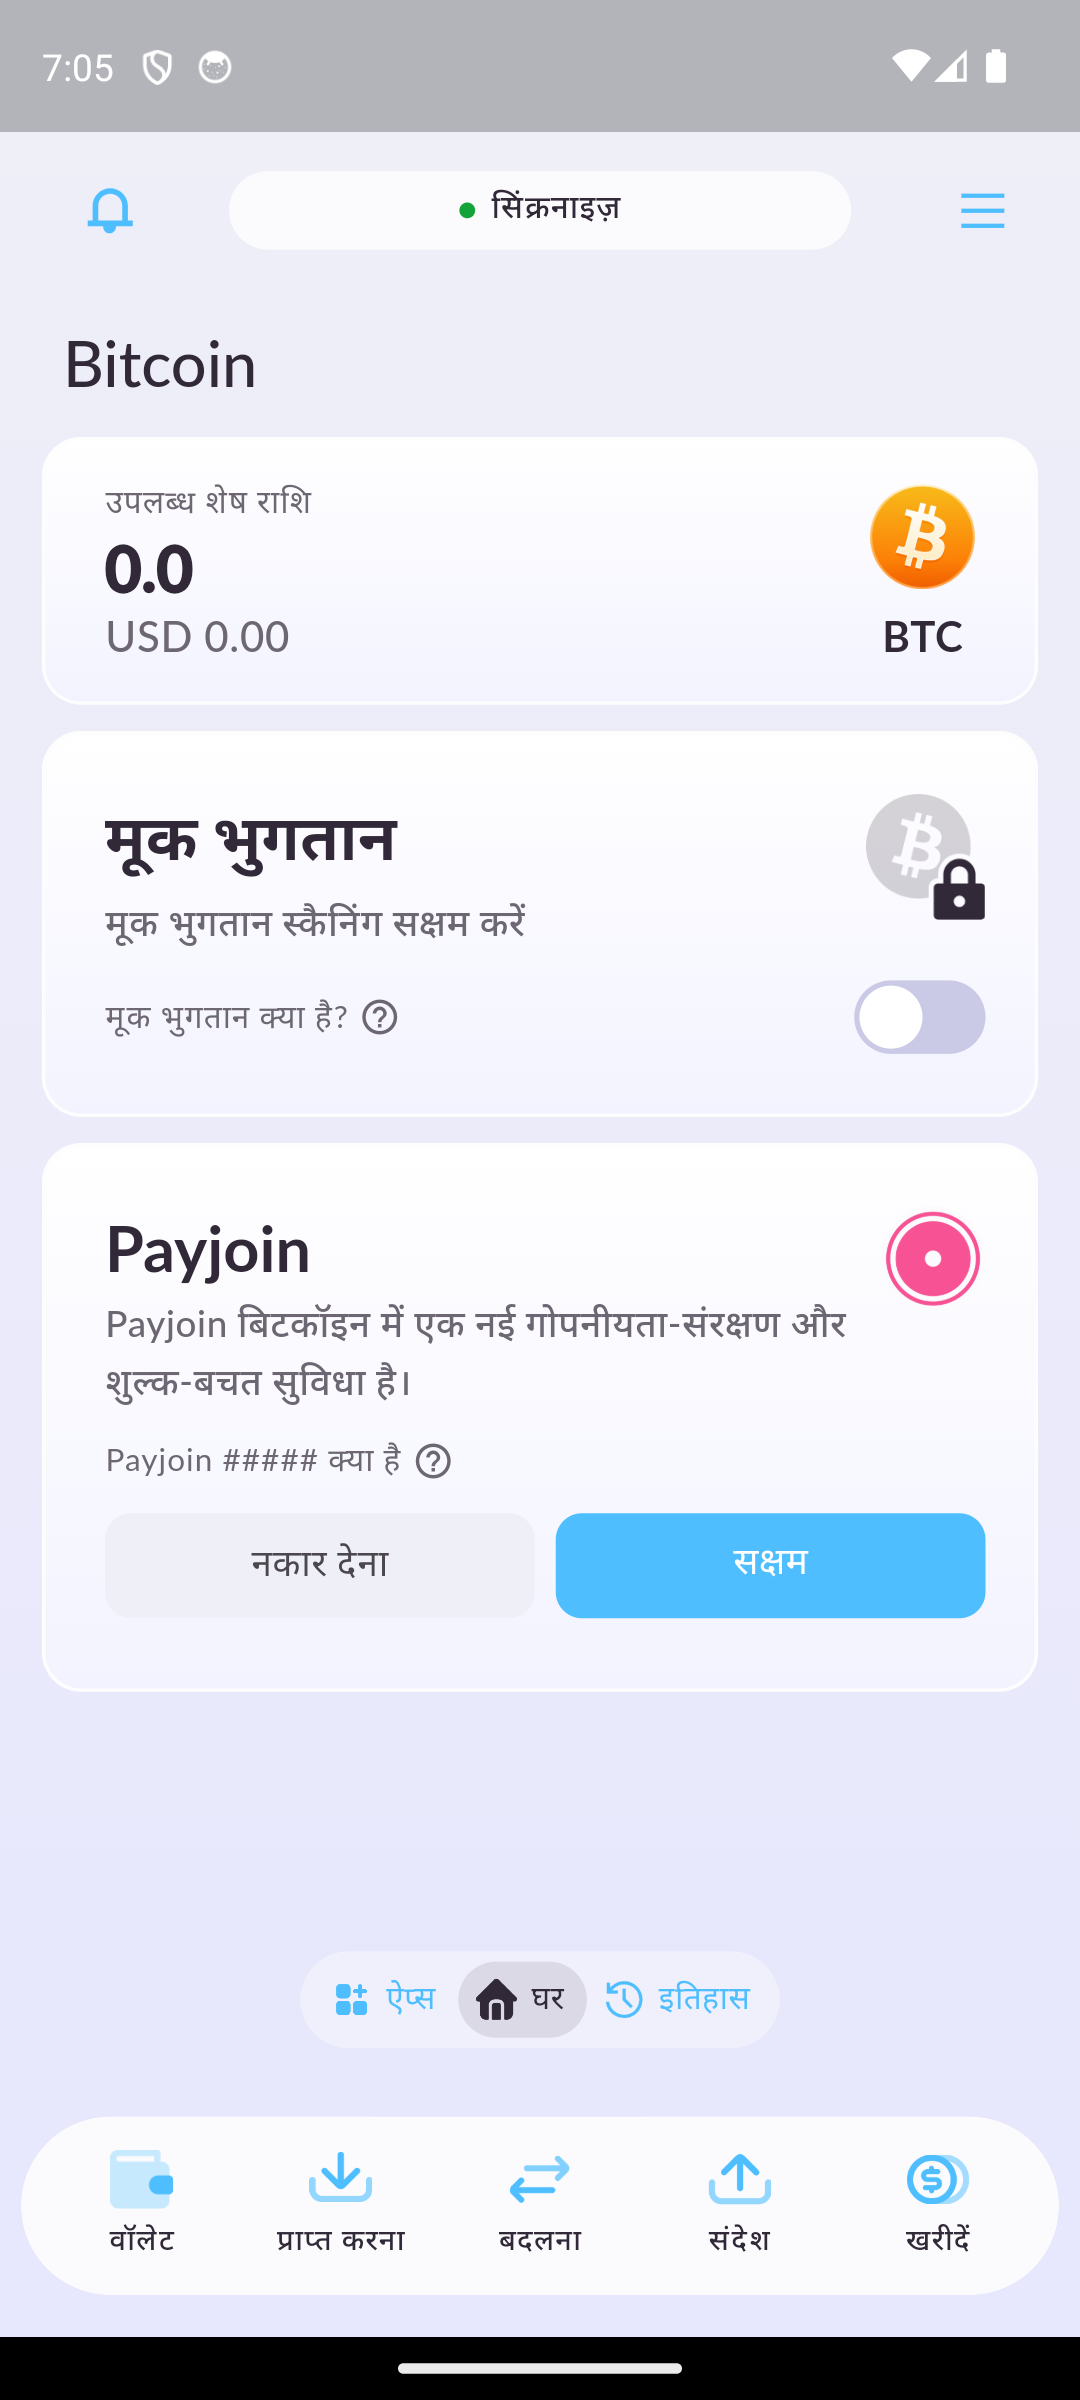 7:05
सिंक्रनाइज़
Bitcoin
उपलब्ध शेष राशि
0.0
USD 0.00
BTC
मूक भुगतान
मूक भुगतान स्कैनिंग सक्षम करें
मूक भुगतान क्या है?
Payjoin
Payjoin बिटकॉइन में एक नई गोपनीयता-संरक्षण और
शुल्क-बचत सुविधा है।
Payjoin ##### क्या है
नकार देना
सक्षम
ऐप्स
घर
इतिहास
वॉलेट
प्राप्त करना
बदलना
संदेश
खरीदें